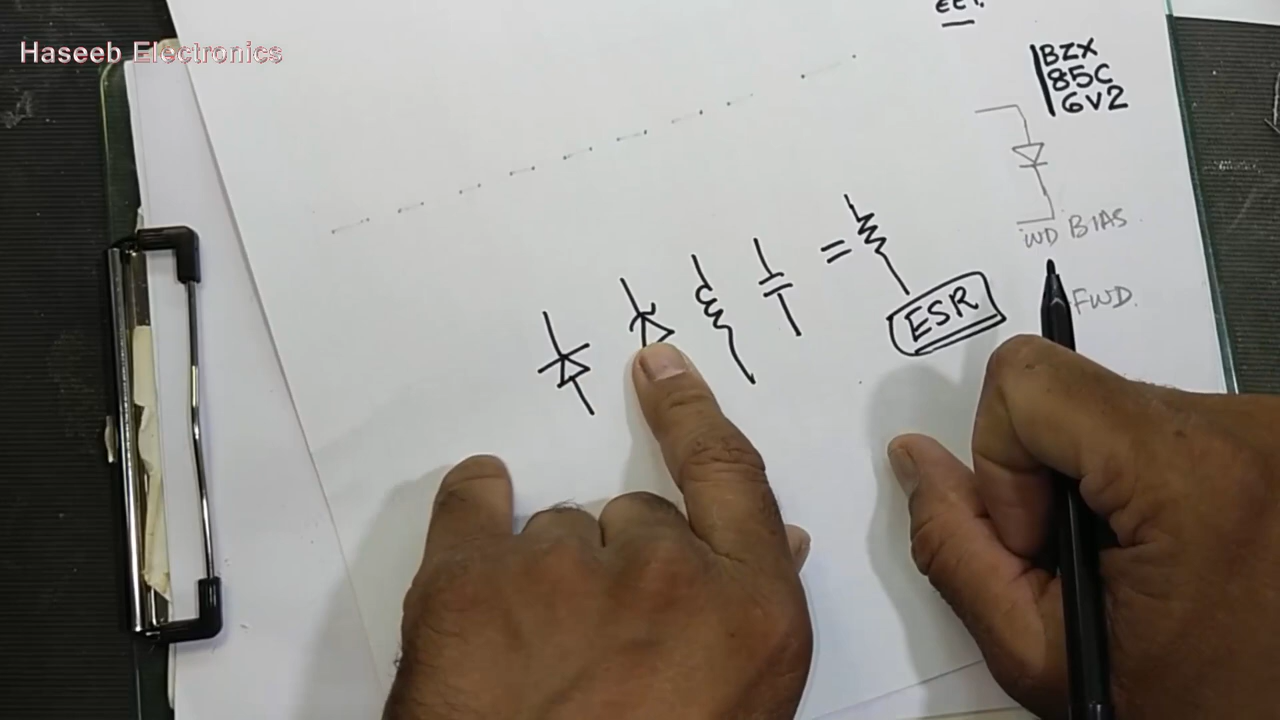 Haseeb Electronics
BZX
85C
6V2
WD BIAS
FWD.
= ESR